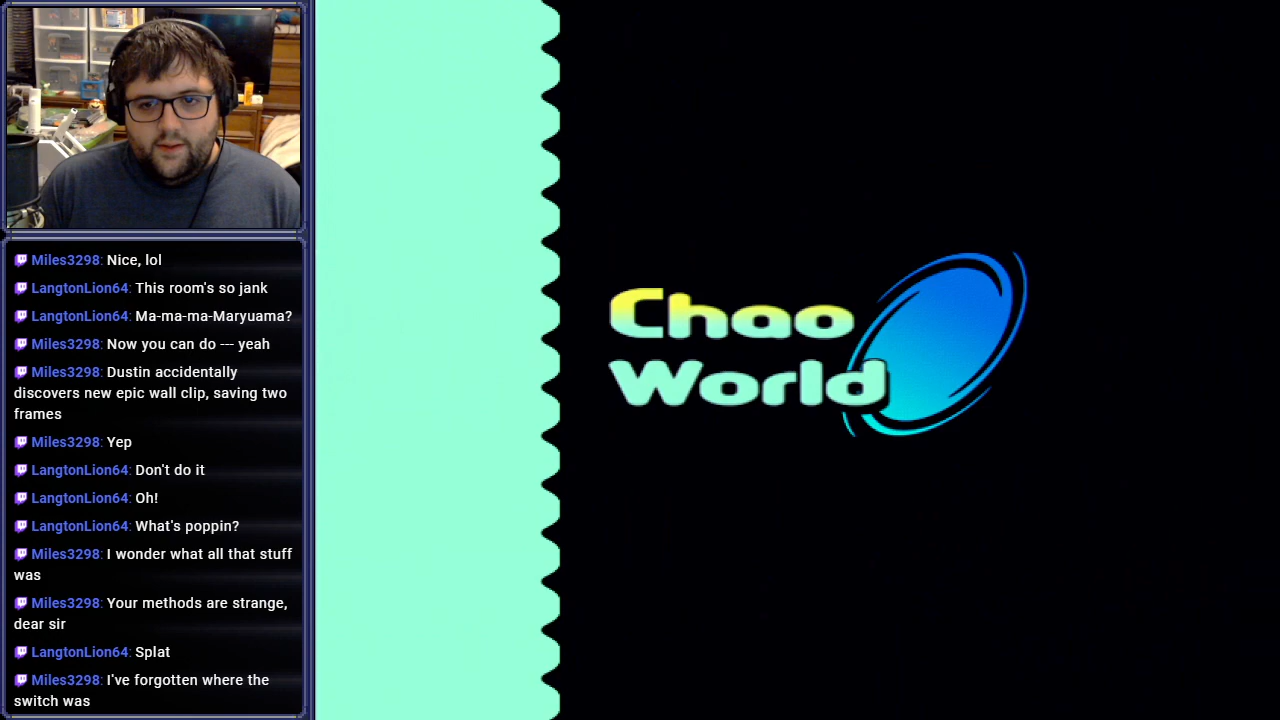 Miles3298: Nice, lol
LangtonLion64: This room's so jank
LangtonLion64: Ma-ma-ma-Maryuama?
Miles3298: Now you can do --- yeah
Miles3298: Dustin accidentally
discovers new epic wall clip, saving two
frames
Miles3298: Yep
LangtonLion64: Don't do it
LangtonLion64: Oh!
LangtonLion64: What's poppin?
Miles3298: I wonder what all that stuff
was
Miles3298: Your methods are strange,
dear sir
LangtonLion64: Splat
Miles3298: I've forgotten where the
switch was
Chao
World